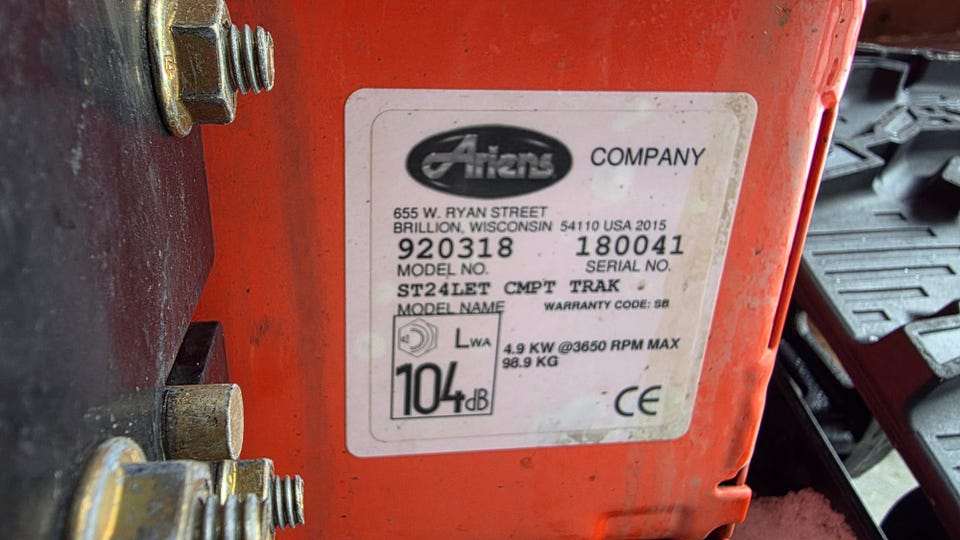 Ariens COMPANY
655 W. RYAN STREET
BRILLION, WISCONSIN 54110 USA 2015
920318 180041
MODEL NO. SERIAL NO.
ST24LET CMPT TRAK
MODEL NAME WARRANTY CODE: SB
LWA
104dB
4.9 KW @3650 RPM MAX
98.9 KG
CE